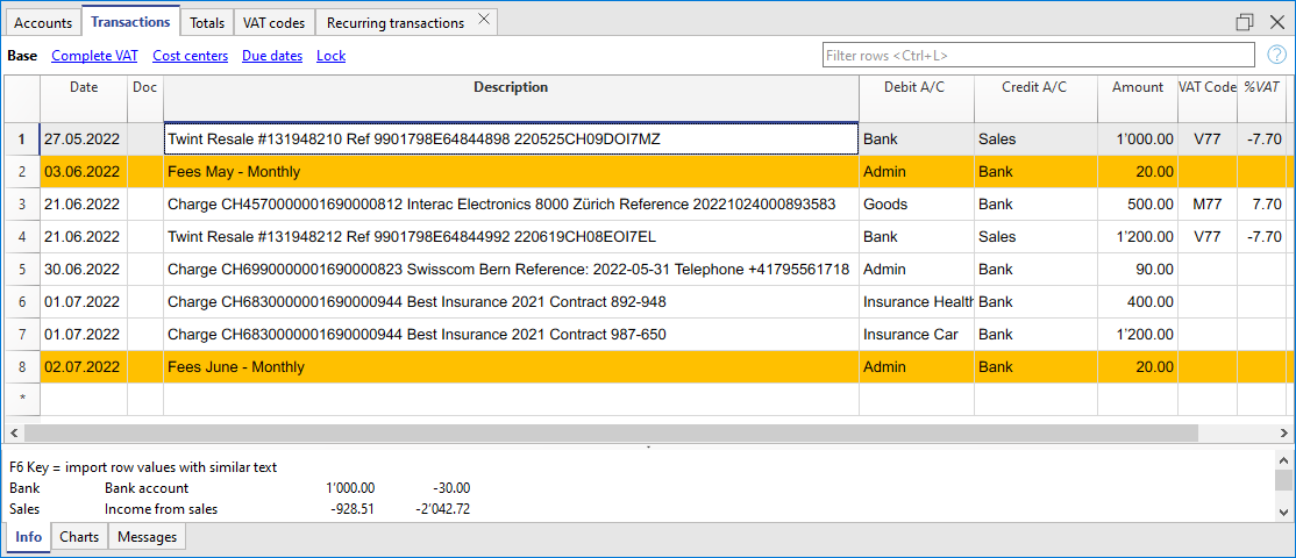 Accounts Transactions Totals VAT codes Recurring transactions
Base Complete VAT Cost centers Due dates Lock Filter rows <Ctrl+L> ?
Date Doc Description Debit A/C Credit A/C Amount VAT Code %VAT
1 27.05.2022 Twint Resale #131948210 Ref 9901798E64844898 220525CH09DOI7MZ Bank Sales 1'000.00 V77 -7.70
2 03.06.2022 Fees May - Monthly Admin Bank 20.00
3 21.06.2022 Charge CH4570000001690000812 Interac Electronics 8000 Zürich Reference 20221024000893583 Goods Bank 500.00 M77 7.70
4 21.06.2022 Twint Resale #131948212 Ref 9901798E64844992 220619CH08EOI7EL Bank Sales 1'200.00 V77 -7.70
5 30.06.2022 Charge CH6990000001690000823 Swisscom Bern Reference: 2022-05-31 Telephone +41795561718 Admin Bank 90.00
6 01.07.2022 Charge CH6830000001690000944 Best Insurance 2021 Contract 892-948 Insurance Health Bank 400.00
7 01.07.2022 Charge CH6830000001690000944 Best Insurance 2021 Contract 987-650 Insurance Car Bank 1'200.00
8 02.07.2022 Fees June - Monthly Admin Bank 20.00
*
F6 Key = import row values with similar text
Bank Bank account 1'000.00 -30.00
Sales Income from sales -928.51 -2'042.72
Info Charts Messages